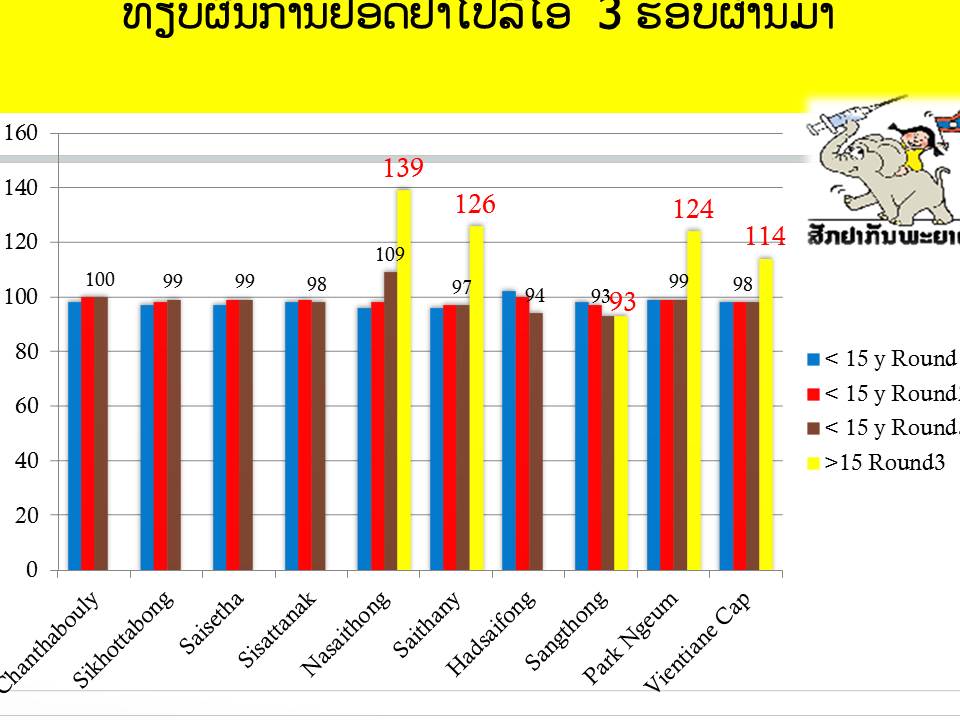 ທຽບຜົນການຢອດຢາໂປລິໂອ 3 ຮອບຜ່ານມາ
160
140
120
100
80
60
40
20
0
139
126
124
114
109
100
99
99
98
97
94
93
93
99
98
Chanthabouly
Sikhottabong
Saisetha
Sisattanak
Nasaithong
Saithany
Hadsaifong
Sangthong
Park Ngeum
Vientiane Cap
ສັກຢາກັນພະຍາ
< 15 y Round
< 15 y Round
< 15 y Round
>15 Round3